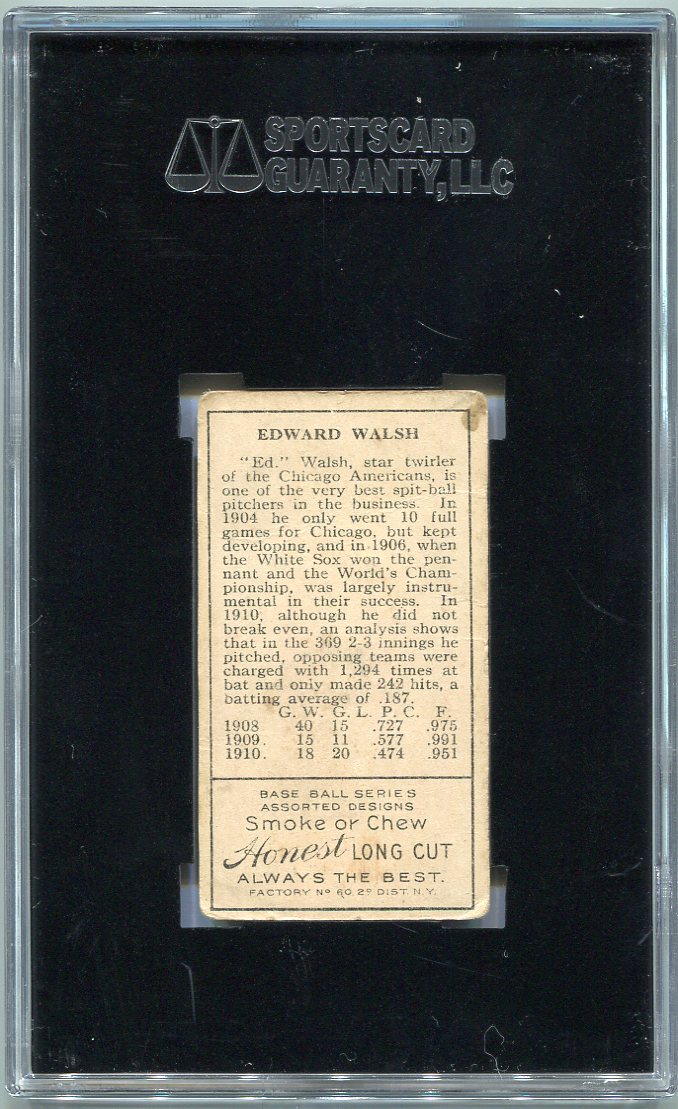 SPORTSCARD
GUARANTY, LLC
EDWARD WALSH
"Ed." Walsh, star twirler
of the Chicago Americans, is
one of the very best spit-ball
pitchers in the business. In
1904 he only went 10 full
games for Chicago, but kept
developing, and in 1906, when
the White Sox won the pen-
nant and the World's Cham-
pionship, was largely instru-
mental in their success. In
1910, although he did not
break even, an analysis shows
that in the 369 2-3 innings he
pitched, opposing teams were
charged with 1,294 times at
bat and only made 242 hits, a
batting average of .187.
G. W. G. L. P. C. F.
1908 40 15 .727 .975
1909. 15 11 .577 .991
1910. 18 20 .474 .951
BASE BALL SERIES
ASSORTED DESIGNS
Smoke or Chew
Honest LONG CUT
ALWAYS THE BEST.
FACTORY No 60, 2D DIST. N.Y.